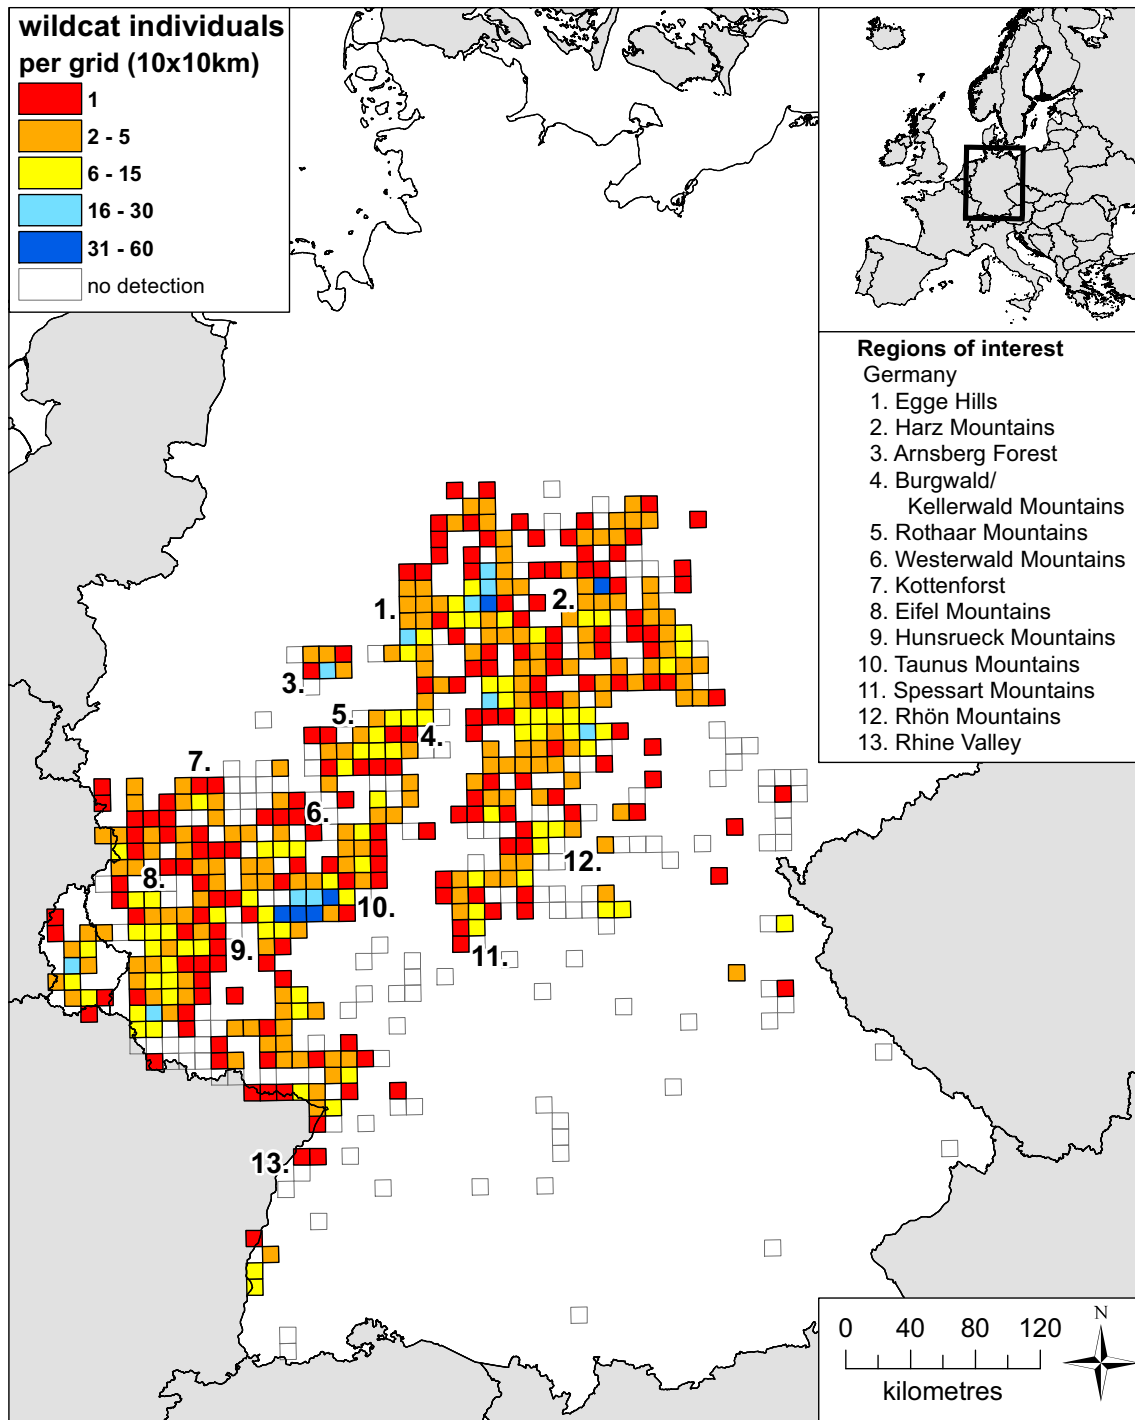 wildcat individuals
per grid (10x10km)
1
2 - 5
6 - 15
16 - 30
31 - 60
no detection
Regions of interest
Germany
1. Egge Hills
2. Harz Mountains
3. Arnsberg Forest
4. Burgwald/
Kellerwald Mountains
5. Rothaar Mountains
6. Westerwald Mountains
7. Kottenforst
8. Eifel Mountains
9. Hunsrueck Mountains
10. Taunus Mountains
11. Spessart Mountains
12. Rhön Mountains
13. Rhine Valley
2.
1.
3.
5.
4.
7.
6.
12.
8.
10.
9.
11.
13.
N
0 40 80 120
kilometres